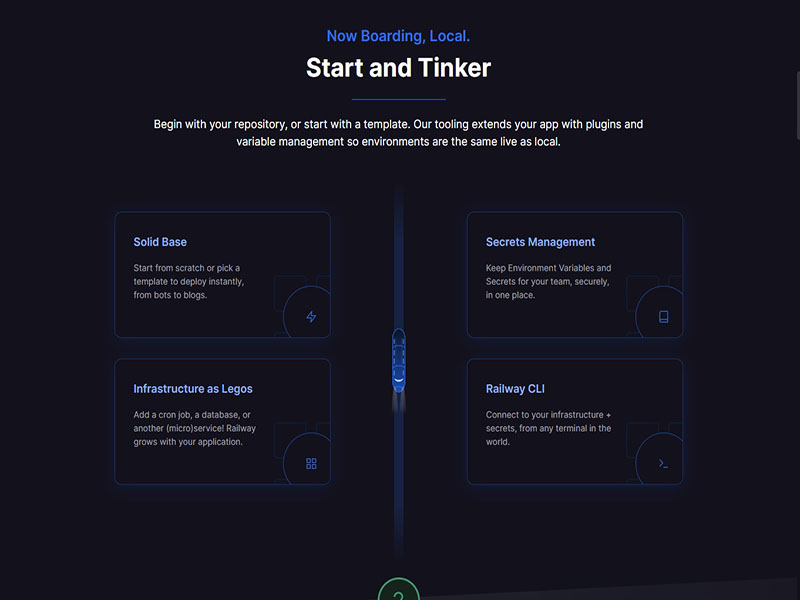 Now Boarding, Local.
Start and Tinker
Begin with your repository, or start with a template. Our tooling extends your app with plugins and
variable management so environments are the same live as local.
Solid Base
Start from scratch or pick a
template to deploy instantly,
from bots to blogs.
Secrets Management
Keep Environment Variables and
Secrets for your team, securely,
in one place.
Infrastructure as Legos
Add a cron job, a database, or
another (micro)service! Railway
grows with your application.
Railway CLI
Connect to your infrastructure +
secrets, from any terminal in the
world.